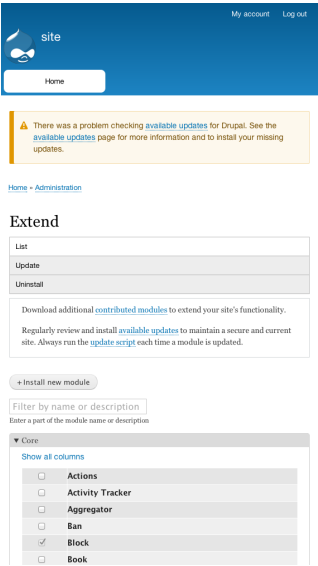 My account Log out
site
Home
There was a problem checking available updates for Drupal. See the
available updates page for more information and to install your missing
updates.
Home » Administration
Extend
List
Update
Uninstall
Download additional contributed modules to extend your site's functionality.
Regularly review and install available updates to maintain a secure and current
site. Always run the update script each time a module is updated.
+ Install new module
Filter by name or description
Enter a part of the module name or description
▼ Core
Show all columns
Actions
Activity Tracker
Aggregator
Ban
Block
Book